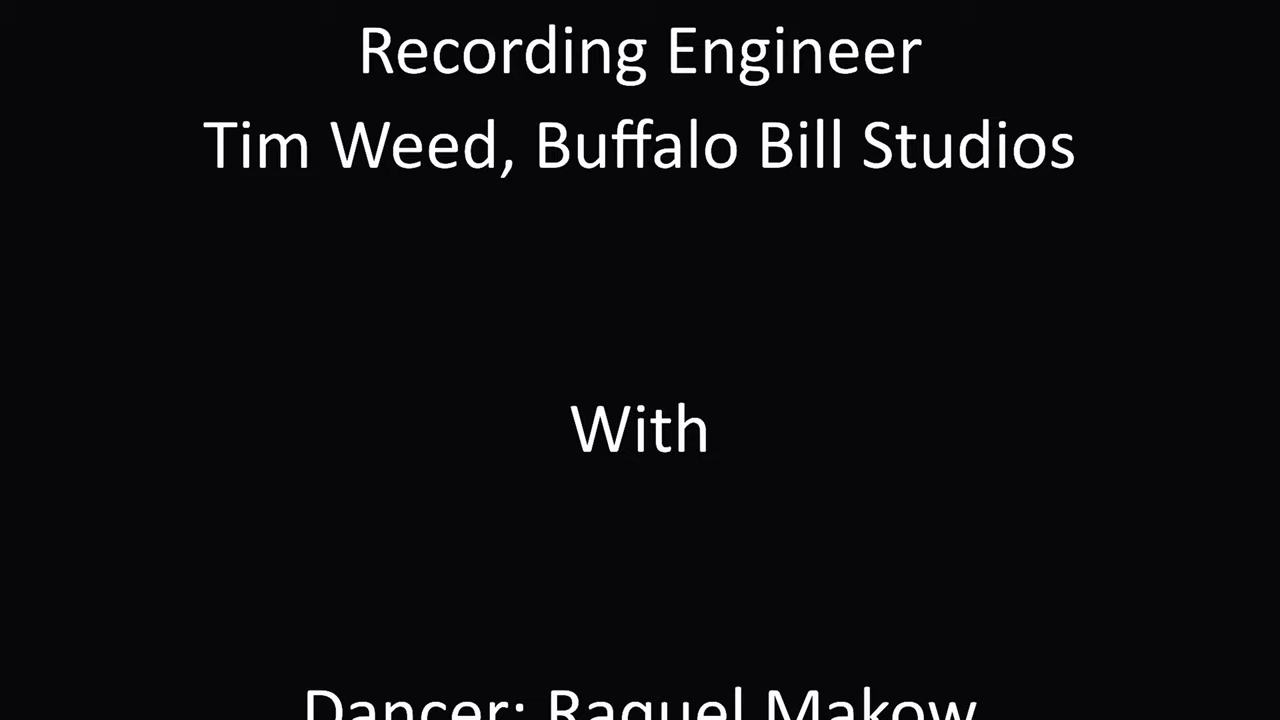 Recording Engineer
Tim Weed, Buffalo Bill Studios
With
Dancer: Raquel Makow